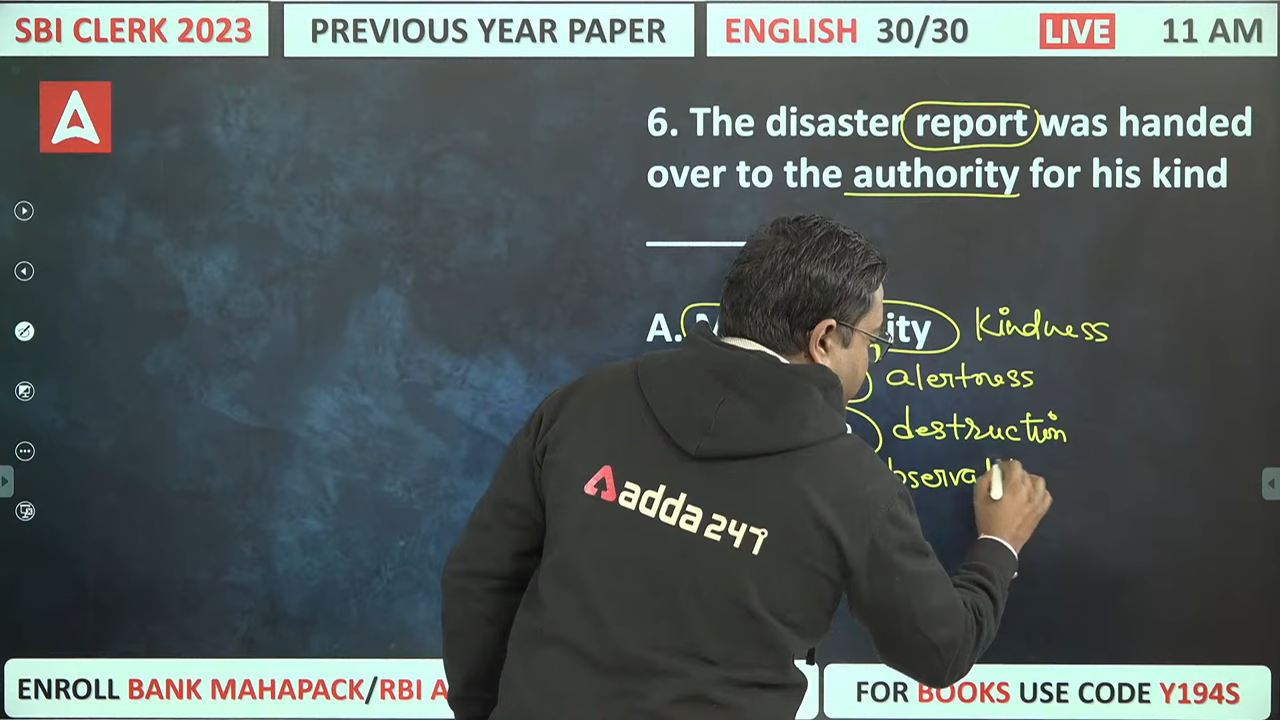 SBI CLERK 2023
PREVIOUS YEAR PAPER
ENGLISH 30/30
LIVE
11 AM
6. The disaster report was handed
over to the authority for his kind
A.
ity Kindness
alertness
destruction
adda247
ENROLL BANK MAHAPACK/RBI A
FOR BOOKS USE CODE Y194S